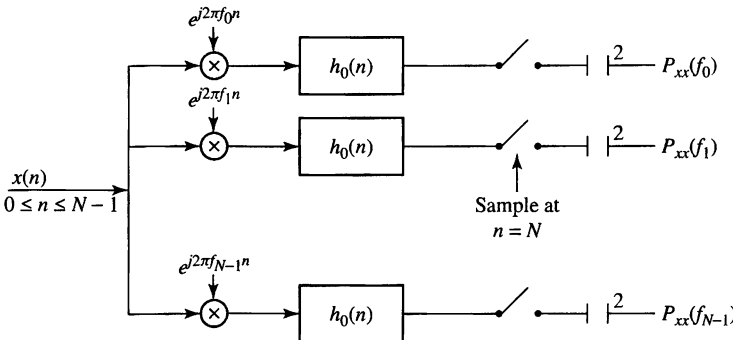 e^{j2πf_0n}
h_0(n)
2
P_{xx}(f_0)
e^{j2πf_1n}
h_0(n)
2
P_{xx}(f_1)
x(n)
0 ≤ n ≤ N − 1
Sample at
n = N
e^{j2πf_{N−1}n}
h_0(n)
2
P_{xx}(f_{N−1})